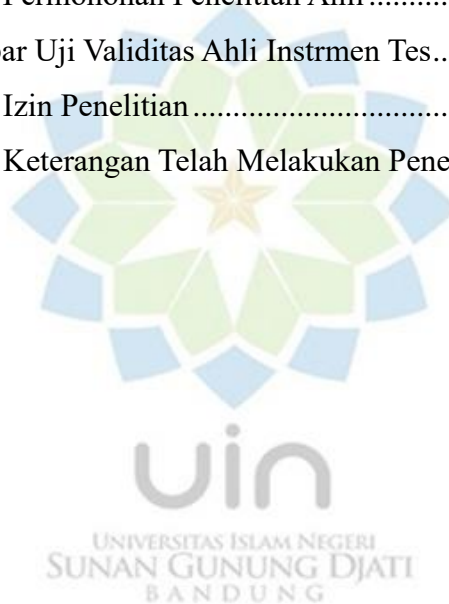 Permohonan Penelitian Ahli..........
ar Uji Validitas Ahli Instrmen Tes...
Izin Penelitian..............................
Keterangan Telah Melakukan Pene
uin
UNIVERSITAS ISLAM NEGERI
SUNAN GUNUNG DJATI
BANDUNG